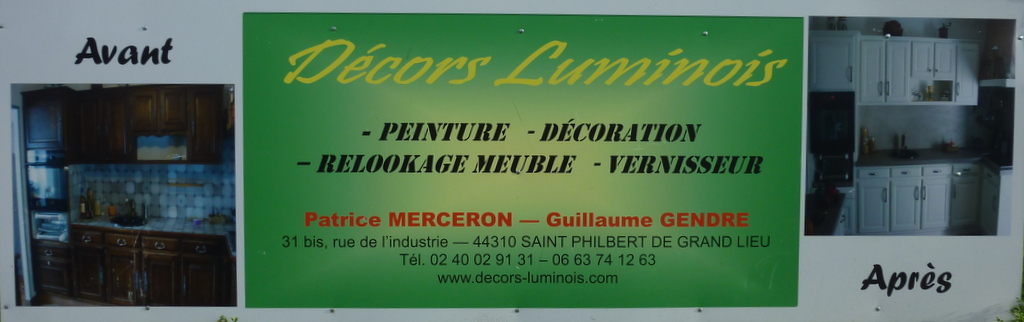 Avant
Décors Luminois
- PEINTURE - DÉCORATION
– RELOOKAGE MEUBLE - VERNISSEUR
Patrice MERCERON — Guillaume GENDRE
31 bis, rue de l'industrie — 44310 SAINT PHILBERT DE GRAND LIEU
Tél. 02 40 02 91 31 – 06 63 74 12 63
www.decors-luminois.com
Après